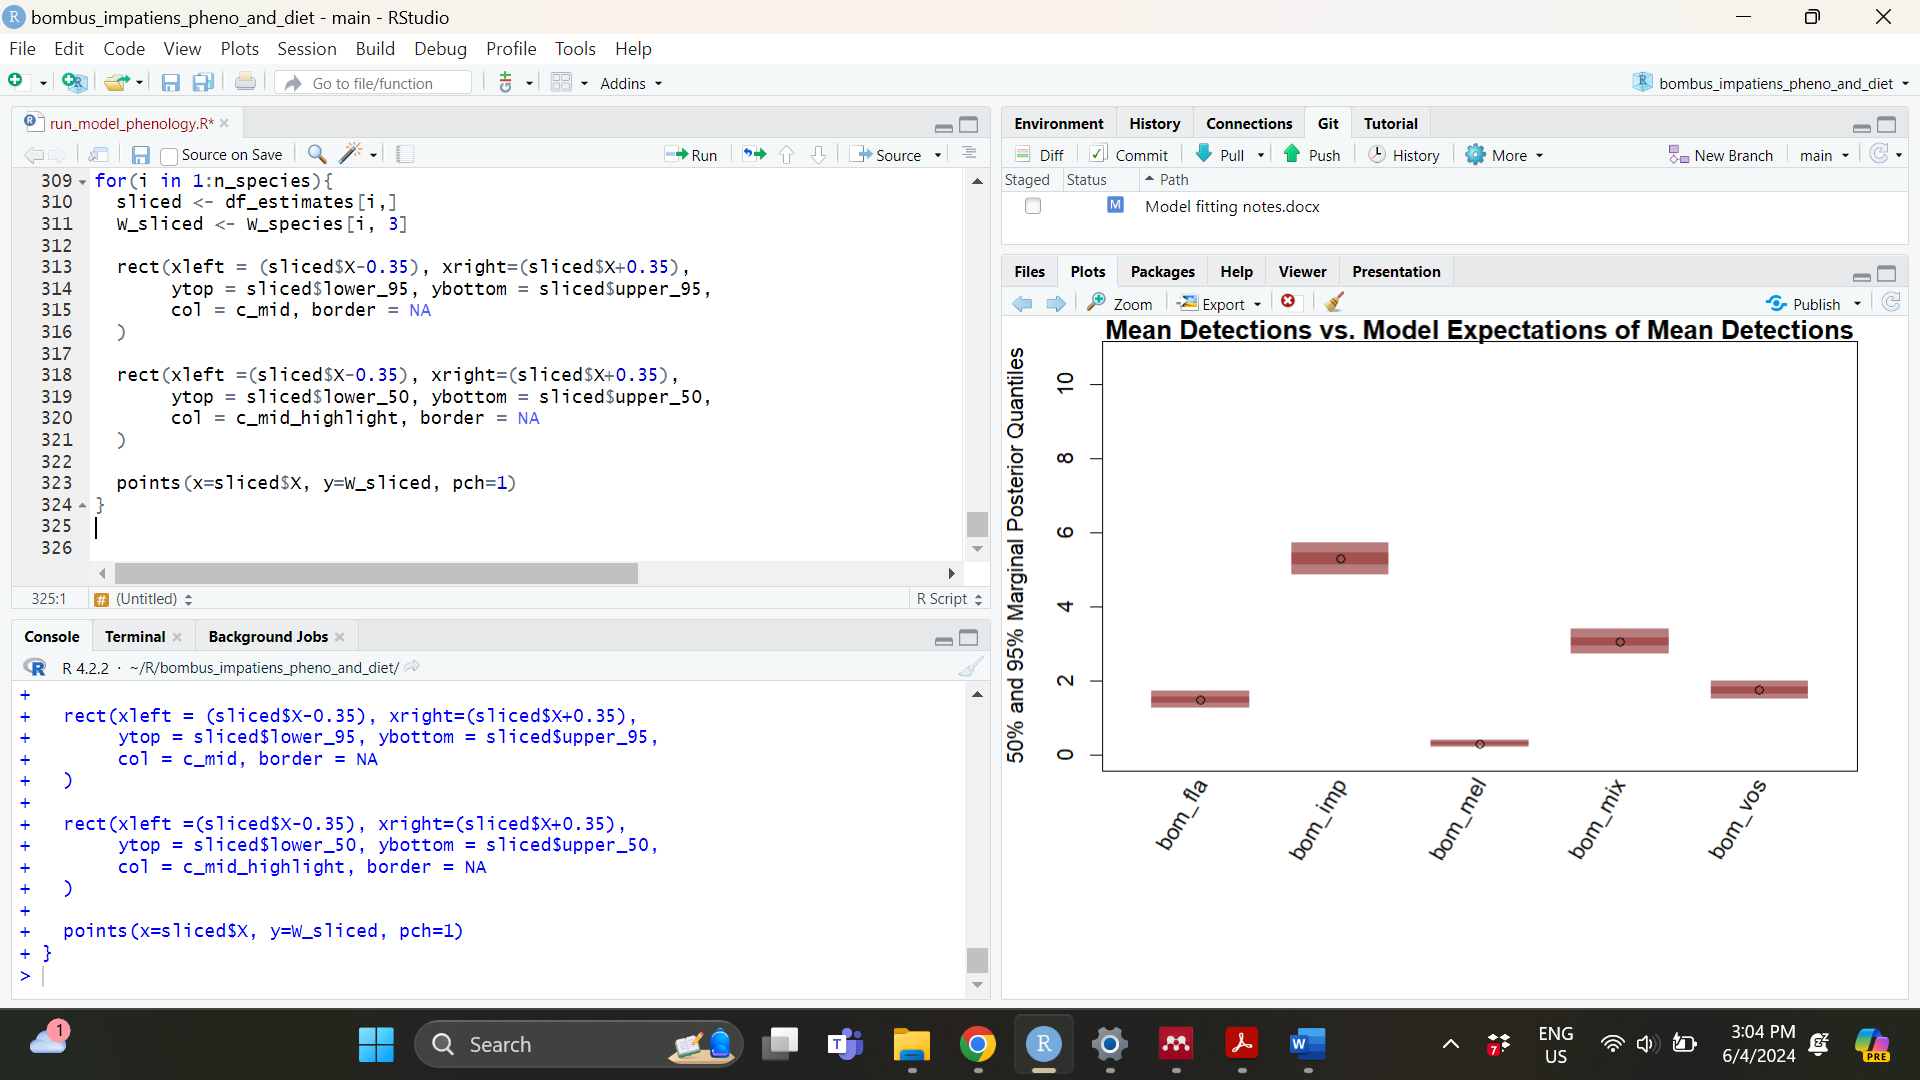 bombus_impatiens_pheno_and_diet - main - RStudio
File Edit Code View Plots Session Build Debug Profile Tools Help
Go to file/function Addins bombus_impatiens_pheno_and_diet
run_model_phenology.R*
Source on Save Run Source
309 for(i in 1:n_species){
310 sliced <- df_estimates[i,]
311 W_sliced <- W_species[i, 3]
312
313 rect(xleft = (sliced$X-0.35), xright=(sliced$X+0.35),
314 ytop = sliced$lower_95, ybottom = sliced$upper_95,
315 col = c_mid, border = NA
316 )
317
318 rect(xleft =(sliced$X-0.35), xright=(sliced$X+0.35),
319 ytop = sliced$lower_50, ybottom = sliced$upper_50,
320 col = c_mid_highlight, border = NA
321 )
322
323 points(x=sliced$X, y=W_sliced, pch=1)
324 }
325
326
325:1 # (Untitled) R Script
Console Terminal Background Jobs
R 4.2.2 · ~/R/bombus_impatiens_pheno_and_diet/
+
+ rect(xleft = (sliced$X-0.35), xright=(sliced$X+0.35),
+ ytop = sliced$lower_95, ybottom = sliced$upper_95,
+ col = c_mid, border = NA
+ )
+
+ rect(xleft =(sliced$X-0.35), xright=(sliced$X+0.35),
+ ytop = sliced$lower_50, ybottom = sliced$upper_50,
+ col = c_mid_highlight, border = NA
+ )
+
+ points(x=sliced$X, y=W_sliced, pch=1)
+ }
>
Environment History Connections Git Tutorial
Diff Commit Pull Push History More New Branch main
Staged Status Path
M Model fitting notes.docx
Files Plots Packages Help Viewer Presentation
Zoom Export Publish
Mean Detections vs. Model Expectations of Mean Detections
50% and 95% Marginal Posterior Quantiles
10
8
6
4
2
0
bom_fla
bom_imp
bom_mel
bom_mix
bom_vos
1
Search
ENG
US
3:04 PM
6/4/2024
7
PRE